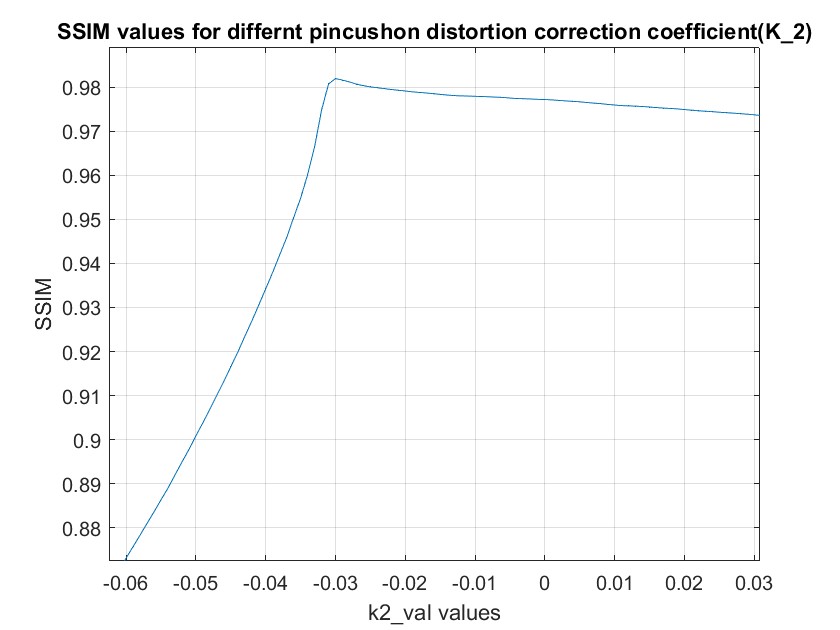 SSIM values for differnt pincushon distortion correction coefficient(K_2)
0.98
0.97
0.96
0.95
0.94
0.93
0.92
0.91
0.9
0.89
0.88
SSIM
-0.06 -0.05 -0.04 -0.03 -0.02 -0.01 0 0.01 0.02 0.03
k2_val values